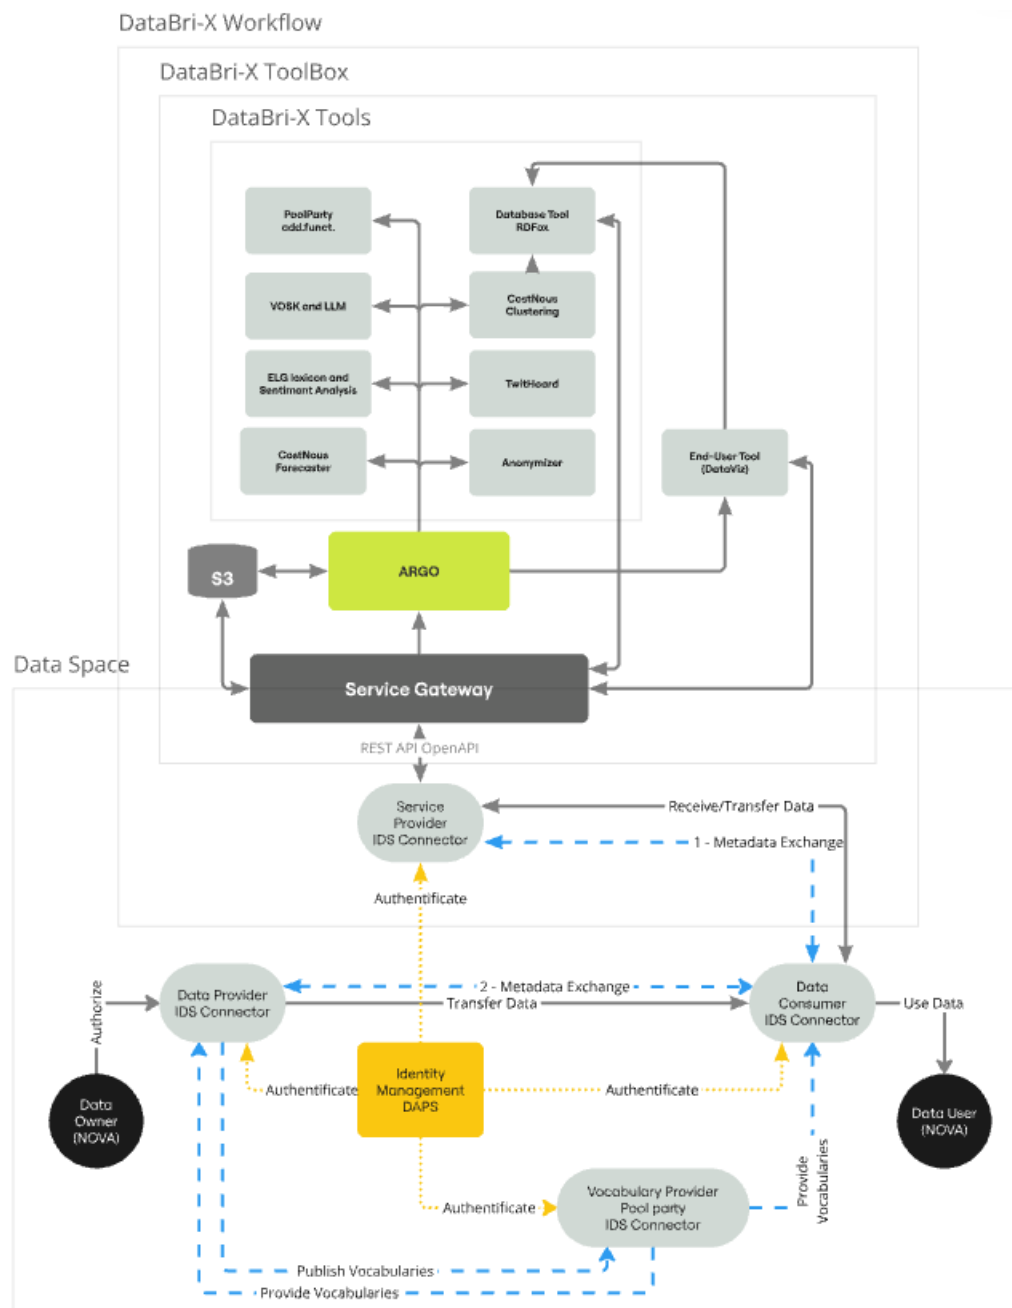 DataBri-X Workflow
DataBri-X ToolBox
DataBri-X Tools
PoolParty
add.funct.
Database Tool
RDFox
VOSK and LLM
CostNous
Clustering
ELG lexicon and
Sentiment Analysis
TwitHoard
CostNous
Forecaster
Anonymizer
End-User Tool
(DataViz)
S3
ARGO
Data Space
Service Gateway
REST API OpenAPI
Service
Provider
IDS Connector
Receive/Transfer Data
1 - Metadata Exchange
Authentificate
Data Provider
IDS Connector
2 - Metadata Exchange
Transfer Data
Data
Consumer
IDS Connector
Use Data
Authorize
Data
Owner
(NOVA)
Authentificate
Identity
Management
DAPS
Authentificate
Data User
(NOVA)
Authentificate
Vocabulary Provider
Pool party
IDS Connector
Provide
Vocabularies
Publish Vocabularies
Provide Vocabularies